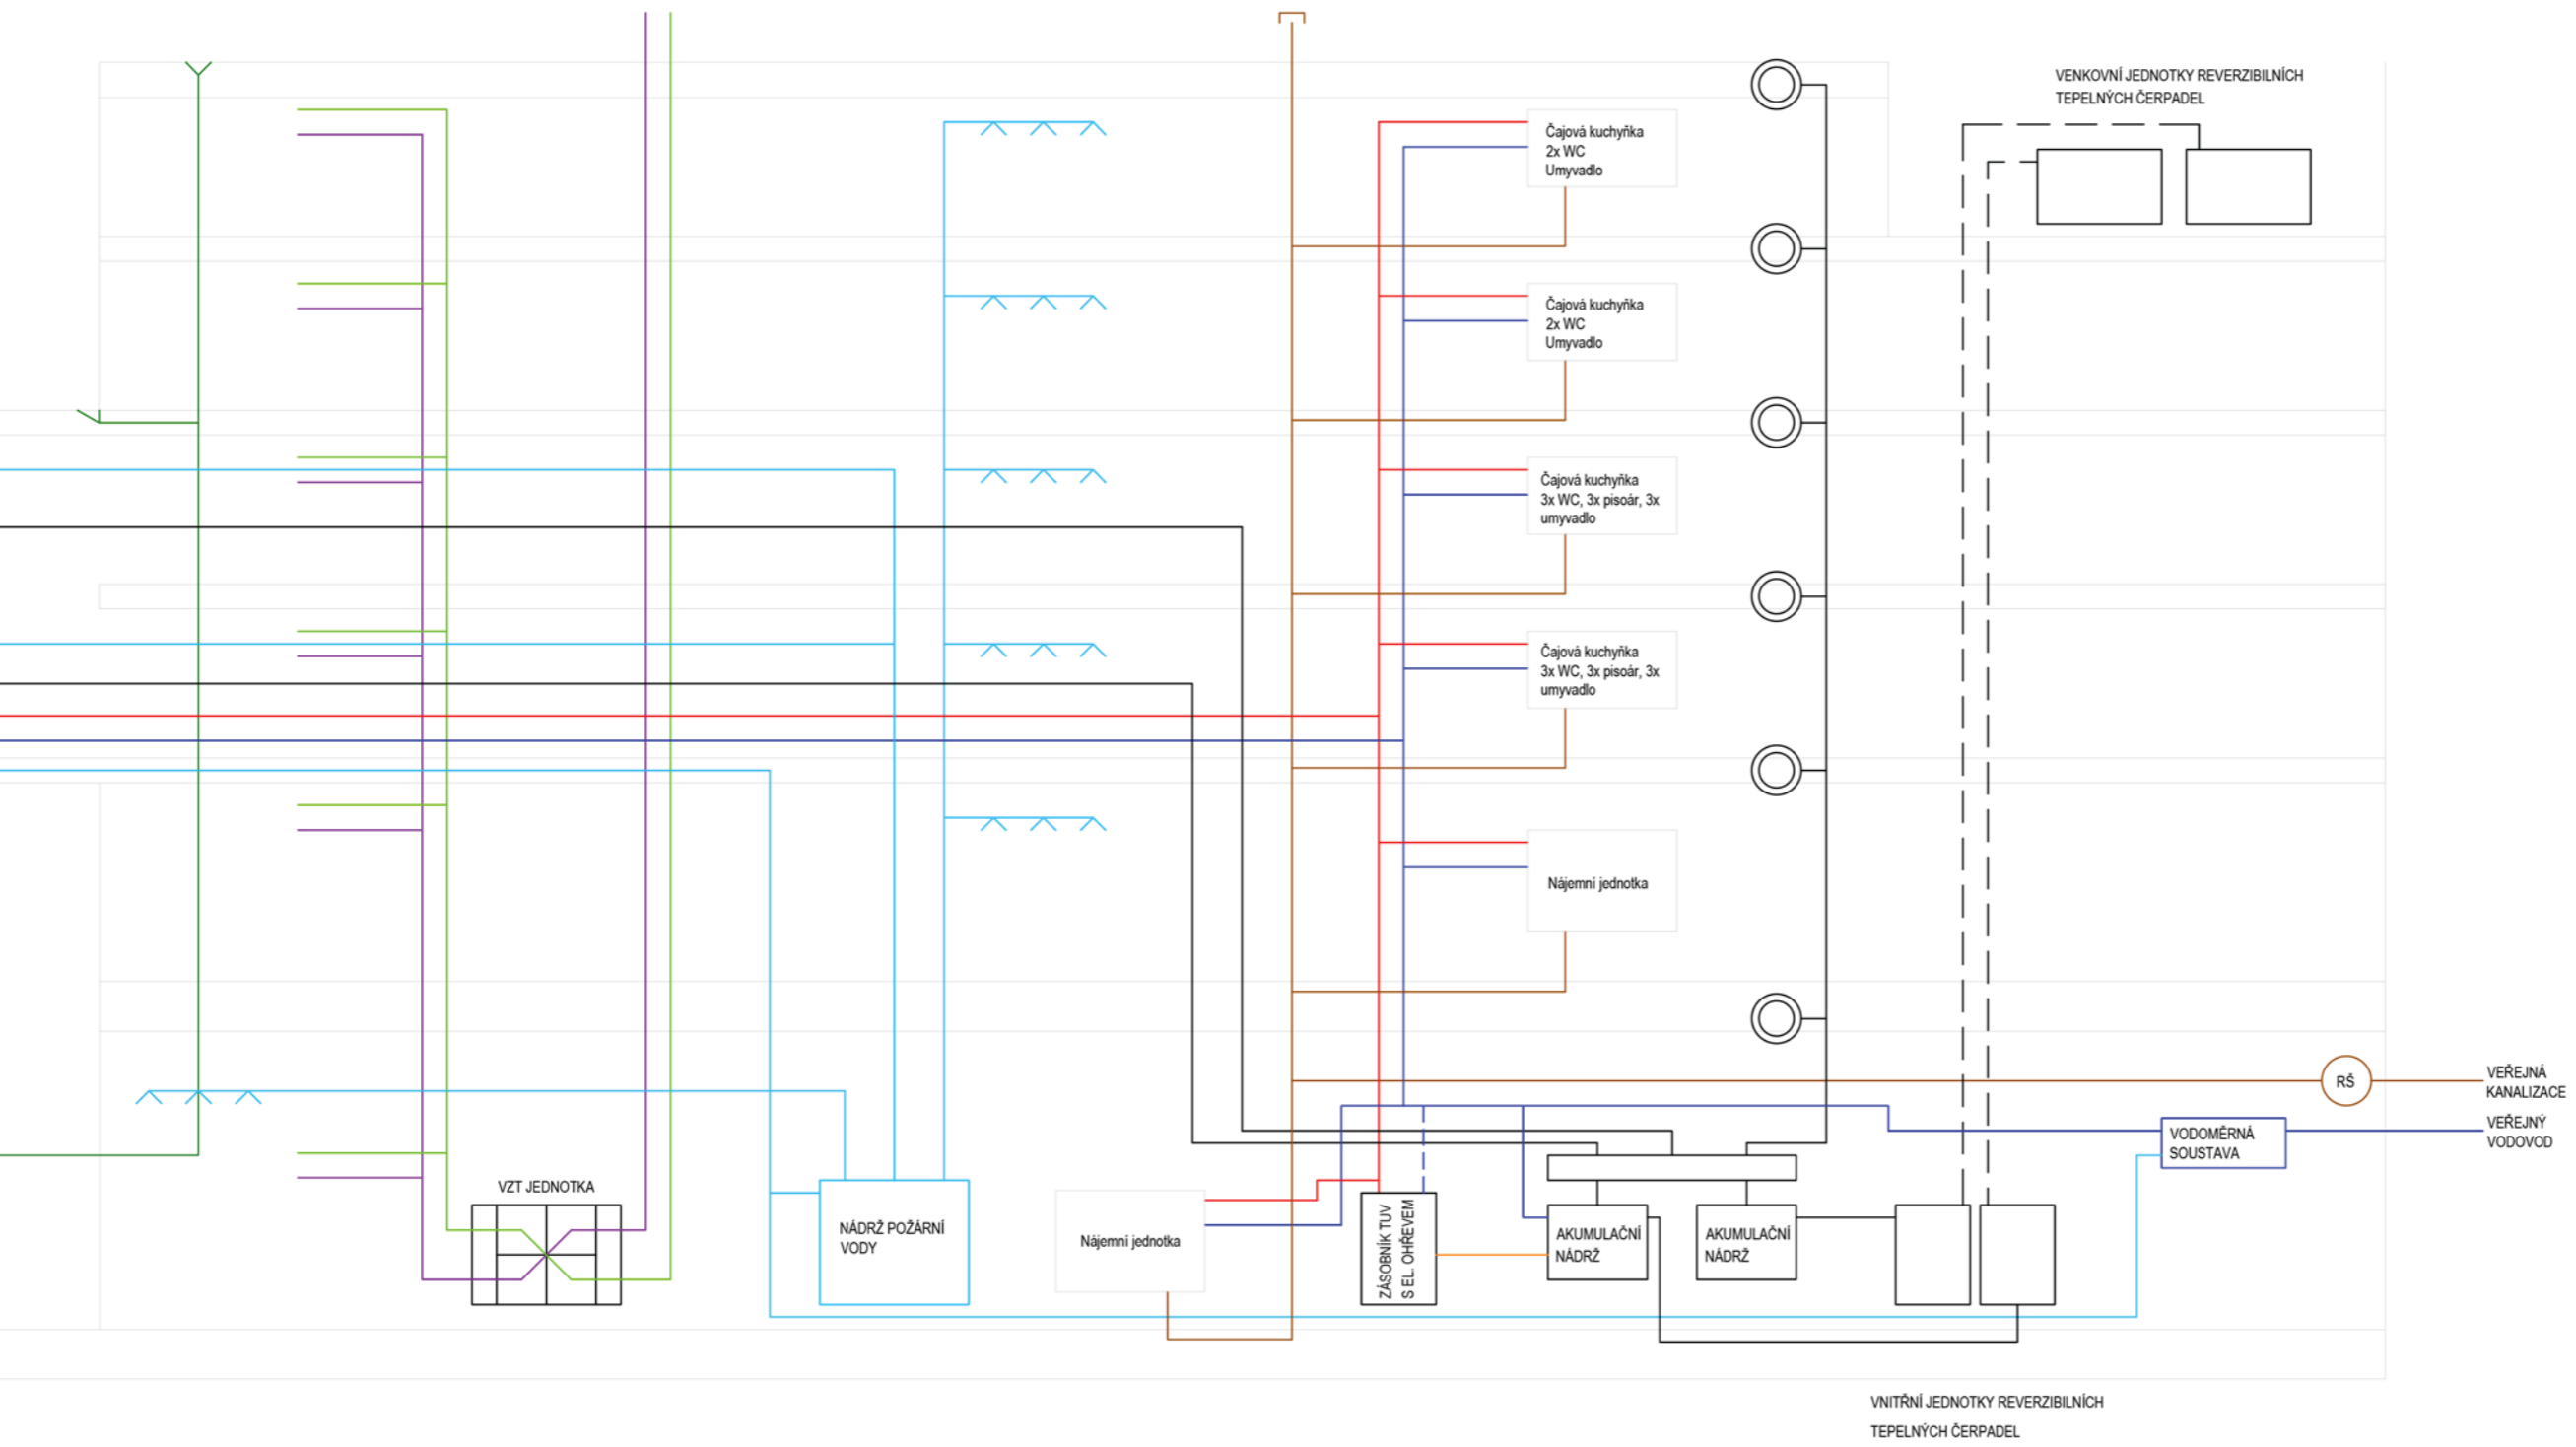 VENKOVNÍ JEDNOTKY REVERZIBILNÍCH
TEPELNÝCH ČERPADEL
Čajová kuchyňka
2x WC
Umyvadlo
Čajová kuchyňka
2x WC
Umyvadlo
Čajová kuchyňka
3x WC, 3x pisoár, 3x
umyvadlo
Čajová kuchyňka
3x WC, 3x pisoár, 3x
umyvadlo
Nájemní jednotka
RŠ
VEŘEJNÁ
KANALIZACE
VEŘEJNÝ
VODOVOD
VODOMĚRNÁ
SOUSTAVA
VZT JEDNOTKA
NÁDRŽ POŽÁRNÍ
VODY
Nájemní jednotka
ZÁSOBNÍK TUV
S EL. OHŘEVEM
AKUMULAČNÍ
NÁDRŽ
AKUMULAČNÍ
NÁDRŽ
VNITŘNÍ JEDNOTKY REVERZIBILNÍCH
TEPELNÝCH ČERPADEL